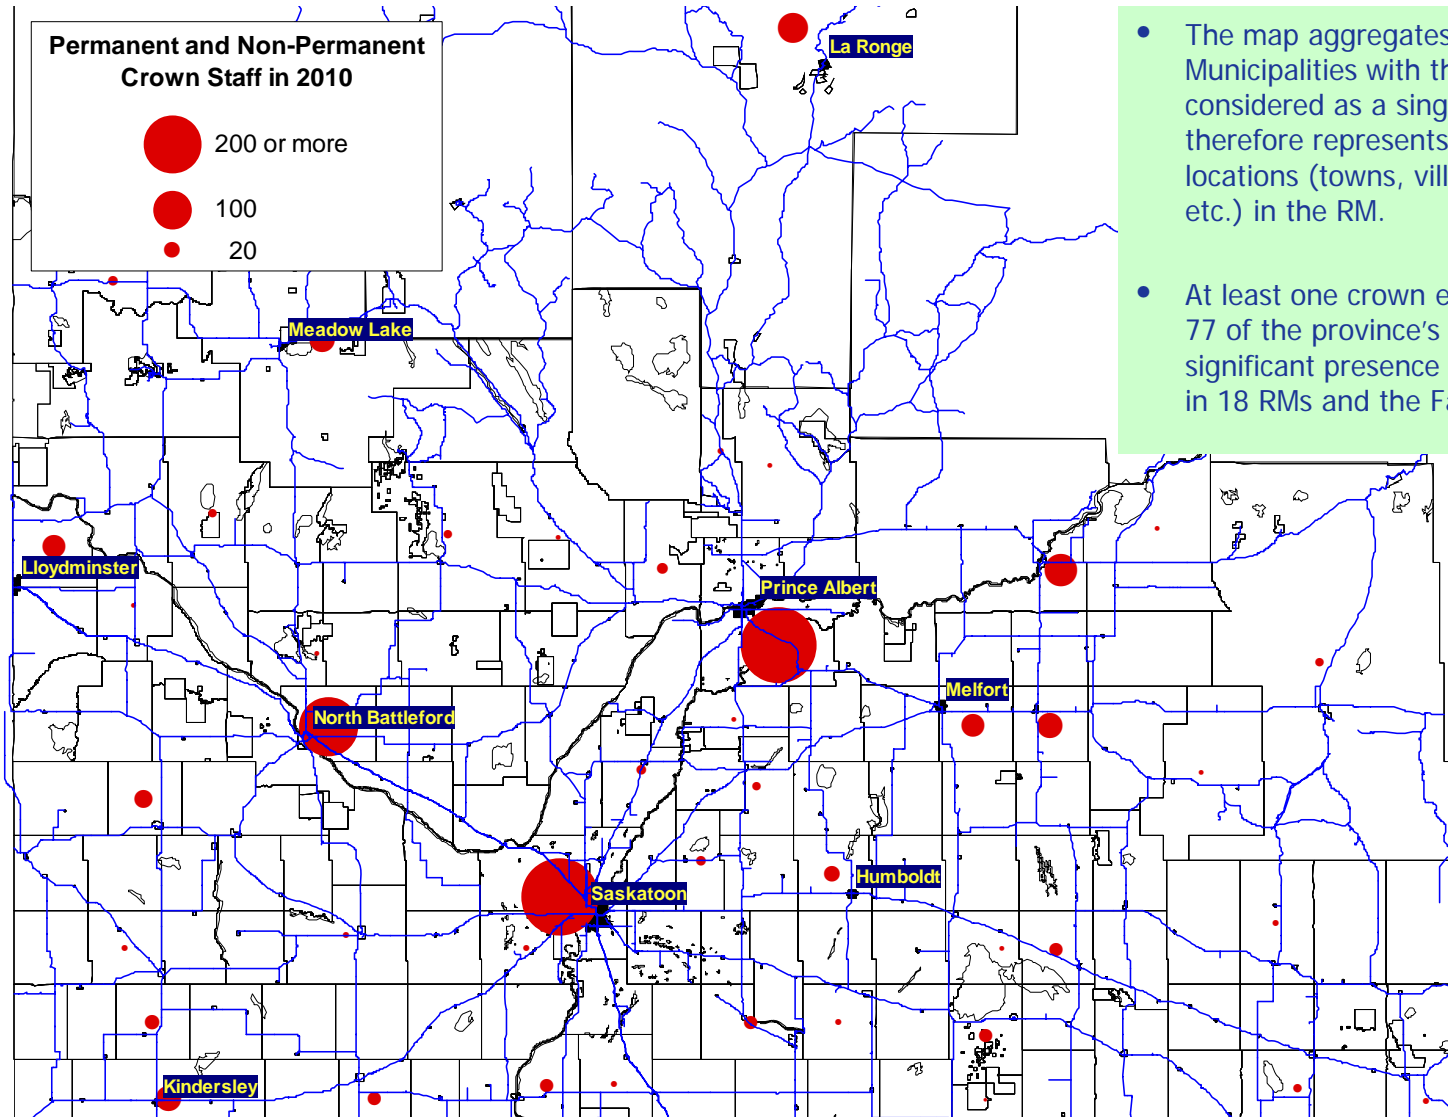 Permanent and Non-Permanent
Crown Staff in 2010
200 or more
100
20
La Ronge
Meadow Lake
Lloydminster
Prince Albert
Melfort
North Battleford
Saskatoon
Humboldt
Kindersley
• The map aggregates
Municipalities with th
considered as a sing
therefore represents
locations (towns, vill
etc.) in the RM.
• At least one crown e
77 of the province's
significant presence
in 18 RMs and the Fa